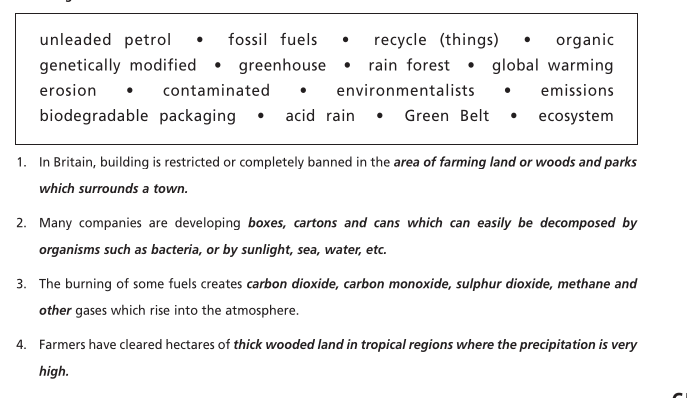 unleaded petrol • fossil fuels • recycle (things) • organic
genetically modified • greenhouse • rain forest • global warming
erosion • contaminated • environmentalists • emissions
biodegradable packaging • acid rain • Green Belt • ecosystem
1. In Britain, building is restricted or completely banned in the area of farming land or woods and parks
which surrounds a town.
2. Many companies are developing boxes, cartons and cans which can easily be decomposed by
organisms such as bacteria, or by sunlight, sea, water, etc.
3. The burning of some fuels creates carbon dioxide, carbon monoxide, sulphur dioxide, methane and
other gases which rise into the atmosphere.
4. Farmers have cleared hectares of thick wooded land in tropical regions where the precipitation is very
high.